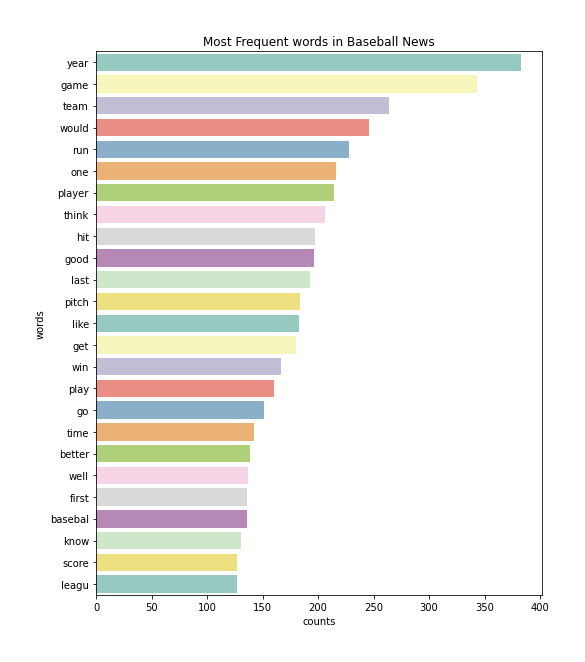 Most Frequent words in Baseball News
year
game
team
would
run
one
player
think
hit
good
last
pitch
like
get
win
play
go
time
better
well
first
basebal
know
score
leagu
words
0 50 100 150 200 250 300 350 400
counts